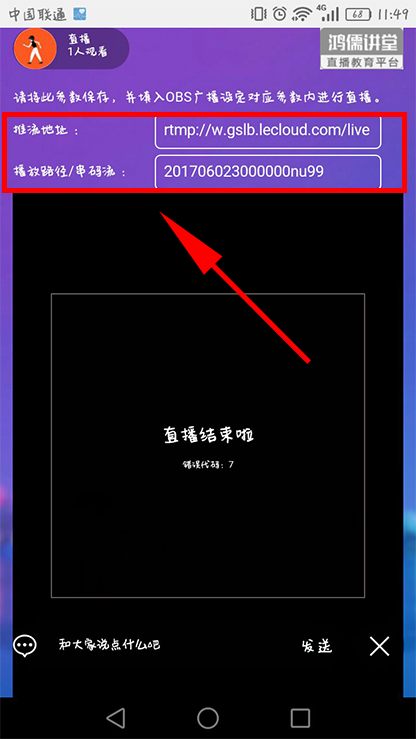 中国联通
4G
68
11:49
直播
1人观看
鸿儒讲堂
直播教育平台
请将此参数保存，并填入OBS广播设定对应参数内进行直播。
推流地址：
rtmp://w.gslb.lecloud.com/live
播放路径/串码流：
201706023000000nu99
直播结束啦
错误代码：7
和大家说点什么吧
发送